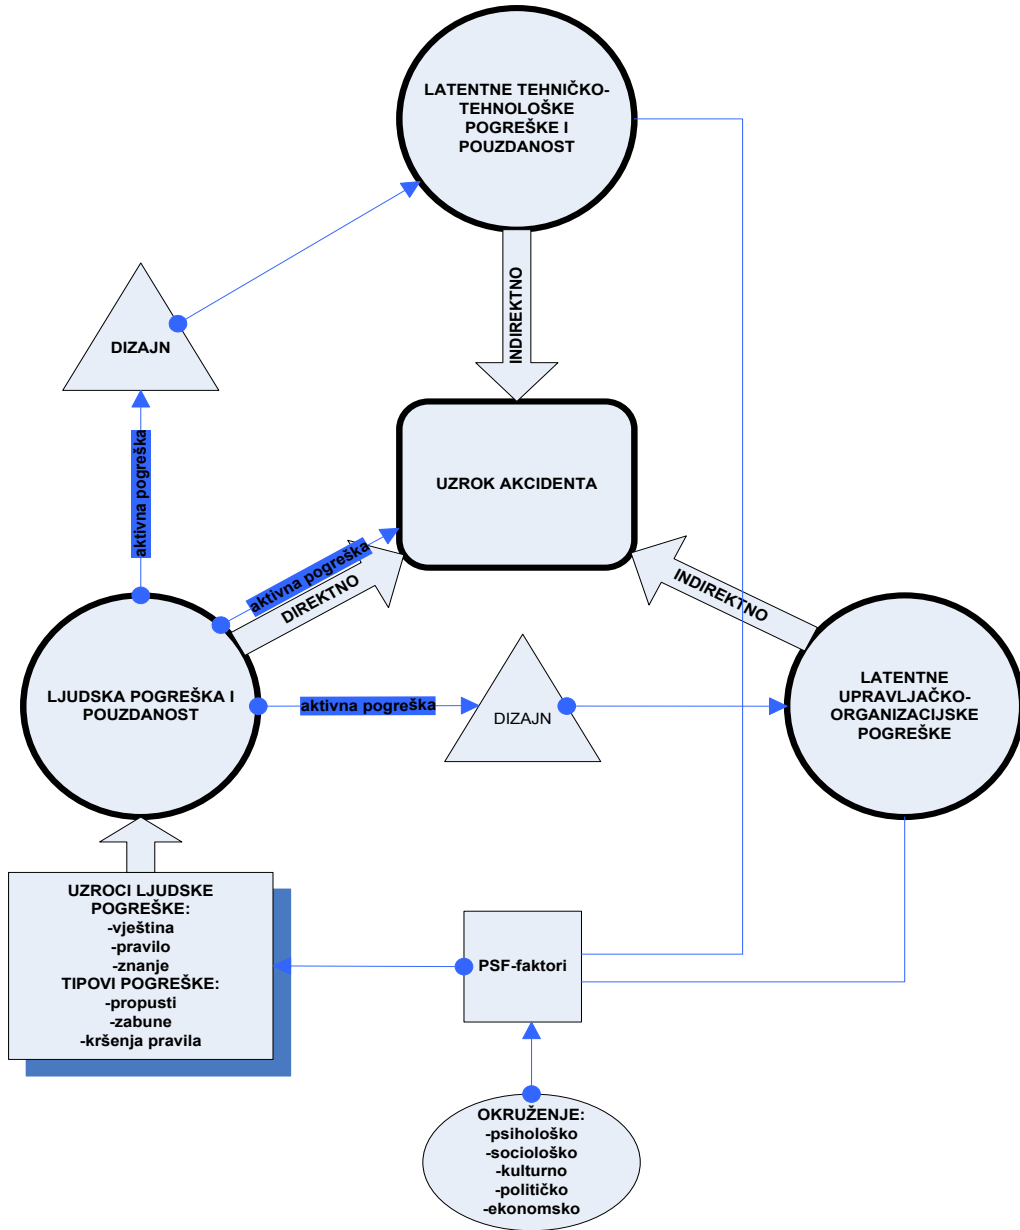 LATENTNE TEHNIČKO-
TEHNOLOŠKE
POGREŠKE I
POUZDANOST
INDIREKTNO
DIZAJN
aktivna pogreška
UZROK AKCIDENTA
aktivna pogreška
DIREKTNO
INDIREKTNO
LJUDSKA POGREŠKA I
POUZDANOST
aktivna pogreška
DIZAJN
LATENTNE
UPRAVLJAČKO-
ORGANIZACIJSKE
POGREŠKE
UZROCI LJUDSKE
POGREŠKE:
-vještina
-pravilo
-znanje
TIPOVI POGREŠKE:
-propusti
-zabune
-kršenja pravila
PSF-faktori
OKRUŽENJE:
-psihološko
-sociološko
-kulturno
-političko
-ekonomsko